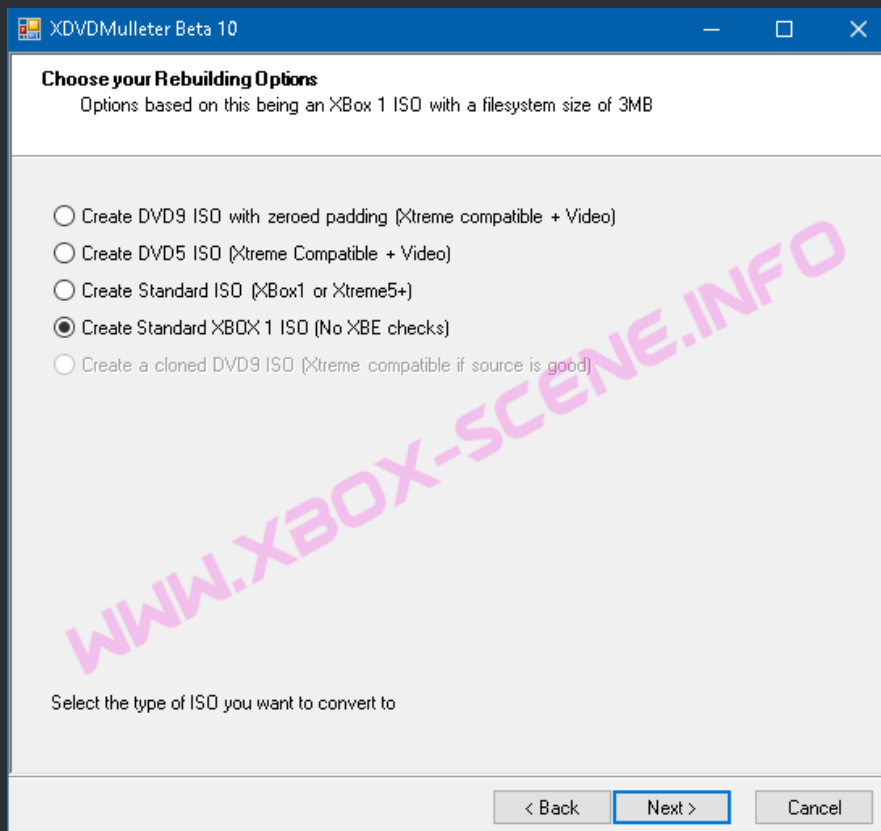 XDVDMulleter Beta 10
Choose your Rebuilding Options
Options based on this being an XBox 1 ISO with a filesystem size of 3MB
Create DVD9 ISO with zeroed padding (Xtreme compatible + Video)
Create DVD5 ISO (Xtreme Compatible + Video)
Create Standard ISO (XBox1 or Xtreme5+)
Create Standard XBOX 1 ISO (No XBE checks)
Create a cloned DVD9 ISO (Xtreme compatible if source is good)
WWW.XBOX-SCENE.INFO
Select the type of ISO you want to convert to
< Back Next > Cancel